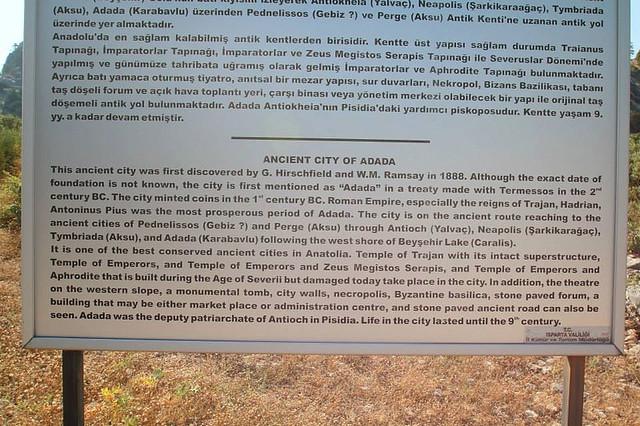 (Aksu), Adada (Karabavlu) üzerinden Pednelissos (Gebiz ?) ve Perge (Aksu) Antik Kenti'ne uzanan antik yol
üzerinde yer almaktadır.
Anadolu'da en sağlam kalabilmiş antik kentlerden birisidir. Kentte üst yapısı sağlam durumda Traianus
Tapınağı, İmparatorlar Tapınağı, İmparatorlar ve Zeus Megistos Serapis Tapınağı ile Severuslar Dönemi'nde
yapılmış ve günümüze tahribata uğramış olarak gelmiş İmparatorlar ve Aphrodite Tapınağı bulunmaktadır.
Ayrıca batı yamaca oturmuş tiyatro, anıtsal bir mezar yapısı, sur duvarları, Nekropol, Bizans Bazilikası, tabanı
taş döşeli forum ve açık hava toplantı yeri, çarşı binası veya yönetim merkezi olabilecek bir yapı ile orijinal taş
döşemeli antik yol bulunmaktadır. Adada Antiokheia'nın Pisidia'daki yardımcı piskoposudur. Kentte yaşam 9.
yy. a kadar devam etmiştir.
ANCIENT CITY OF ADADA
This ancient city was first discovered by G. Hirschfield and W.M. Ramsay in 1888. Although the exact date of
foundation is not known, the city is first mentioned as “Adada” in a treaty made with Termessos in the 2nd
century BC. The city minted coins in the 1st century BC. Roman Empire, especially the reigns of Trajan, Hadrian,
Antoninus Pius was the most prosperous period of Adada. The city is on the ancient route reaching to the
ancient cities of Pednelissos (Gebiz ?) and Perge (Aksu) through Antioch (Yalvaç), Neapolis (Şarkikaraağaç),
Tymbriada (Aksu), and Adada (Karabavlu) following the west shore of Beyşehir Lake (Caralis).
It is one of the best conserved ancient cities in Anatolia. Temple of Trajan with its intact superstructure,
Temple of Emperors, and Temple of Emperors and Zeus Megistos Serapis, and Temple of Emperors and
Aphrodite that is built during the Age of Severii but damaged today take place in the city. In addition, the theatre
on the western slope, a monumental tomb, city walls, necropolis, Byzantine basilica, stone paved forum, a
building that may be either market place or administration centre, and stone paved ancient road can also be
seen. Adada was the deputy patriarchate of Antioch in Pisidia. Life in the city lasted until the 9th century.
T.C.
ISPARTA VALİLİĞİ
İl Kültür ve Turizm Müdürlüğü